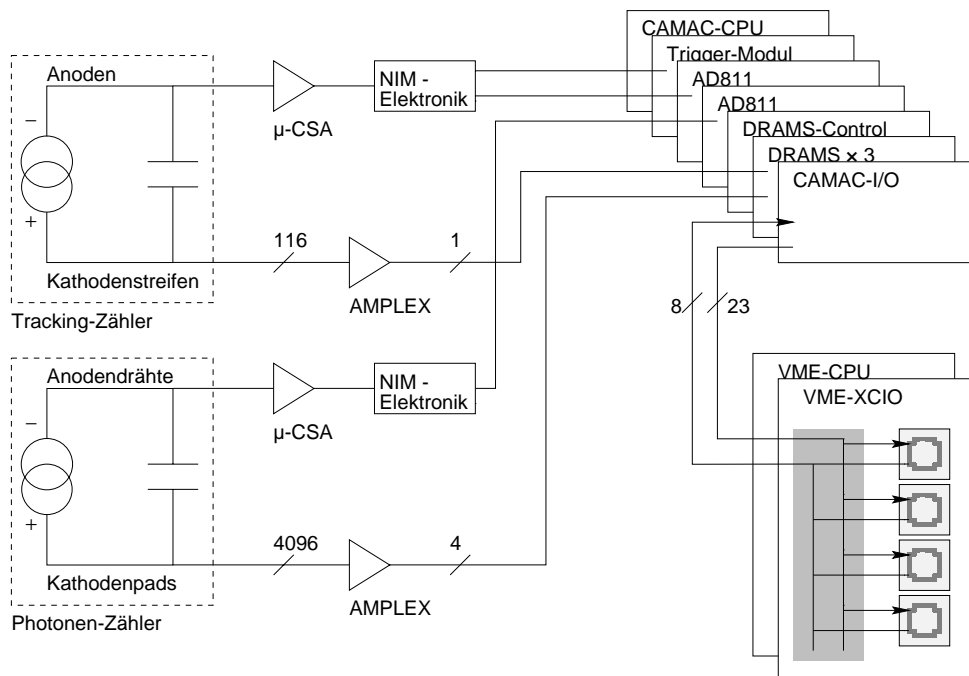 CAMAC-CPU
Trigger-Modul
AD811
AD811
DRAMS-Control
DRAMS × 3
CAMAC-I/O
Anoden
−
+
Kathodenstreifen
Tracking-Zähler
µ-CSA
NIM -
Elektronik
116
AMPLEX
1
8
23
Anodendrähte
−
+
Kathodenpads
Photonen-Zähler
µ-CSA
NIM -
Elektronik
4096
AMPLEX
4
VME-CPU
VME-XCIO